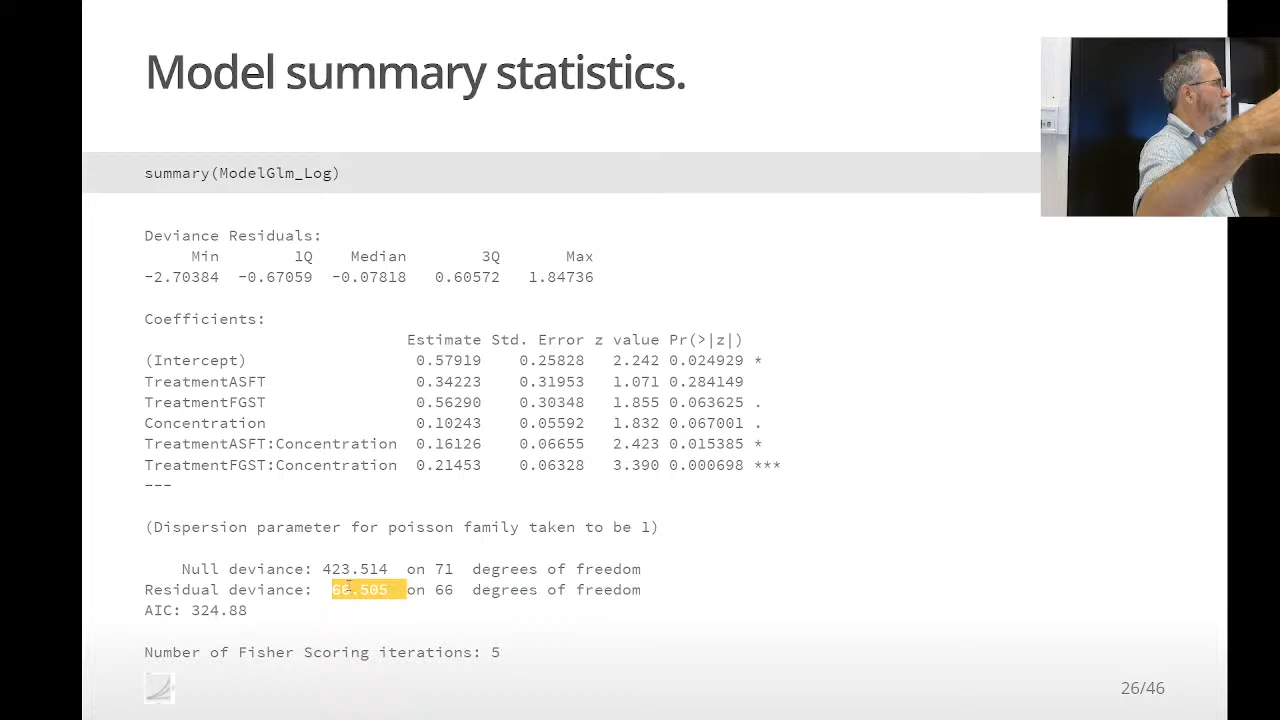 Model summary statistics.
summary(ModelGlm_Log)
Deviance Residuals:
Min 1Q Median 3Q Max
-2.70384 -0.67059 -0.07818 0.60572 1.84736
Coefficients:
Estimate Std. Error z value Pr(>|z|)
(Intercept) 0.57919 0.25828 2.242 0.024929 *
TreatmentASFT 0.34223 0.31953 1.071 0.284149
TreatmentFGST 0.56290 0.30348 1.855 0.063625 .
Concentration 0.10243 0.05592 1.832 0.067001 .
TreatmentASFT:Concentration 0.16126 0.06655 2.423 0.015385 *
TreatmentFGST:Concentration 0.21453 0.06328 3.390 0.000698 ***
---
(Dispersion parameter for poisson family taken to be 1)
Null deviance: 423.514 on 71 degrees of freedom
Residual deviance: on 66 degrees of freedom
AIC: 324.88
Number of Fisher Scoring iterations: 5
26/46